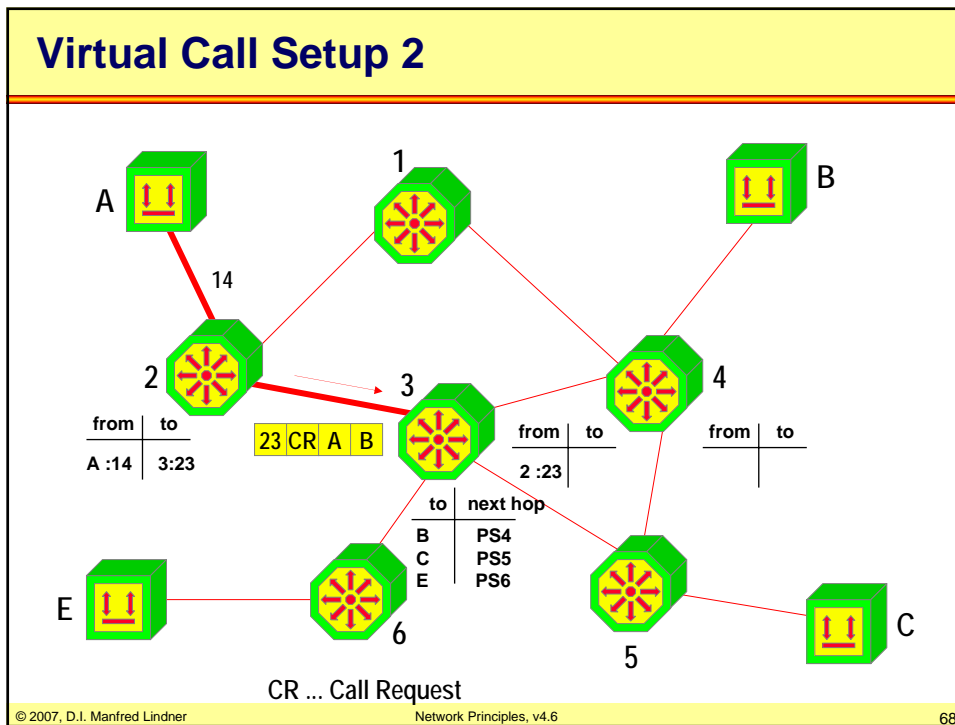 Virtual Call Setup 2
1
A
B
14
2
3
4
from to
A :14 3:23
23 CR A B
from to
2 :23
from to
to next hop
B PS4
C PS5
E PS6
E
6
5
C
CR ... Call Request
© 2007, D.I. Manfred Lindner
Network Principles, v4.6
68